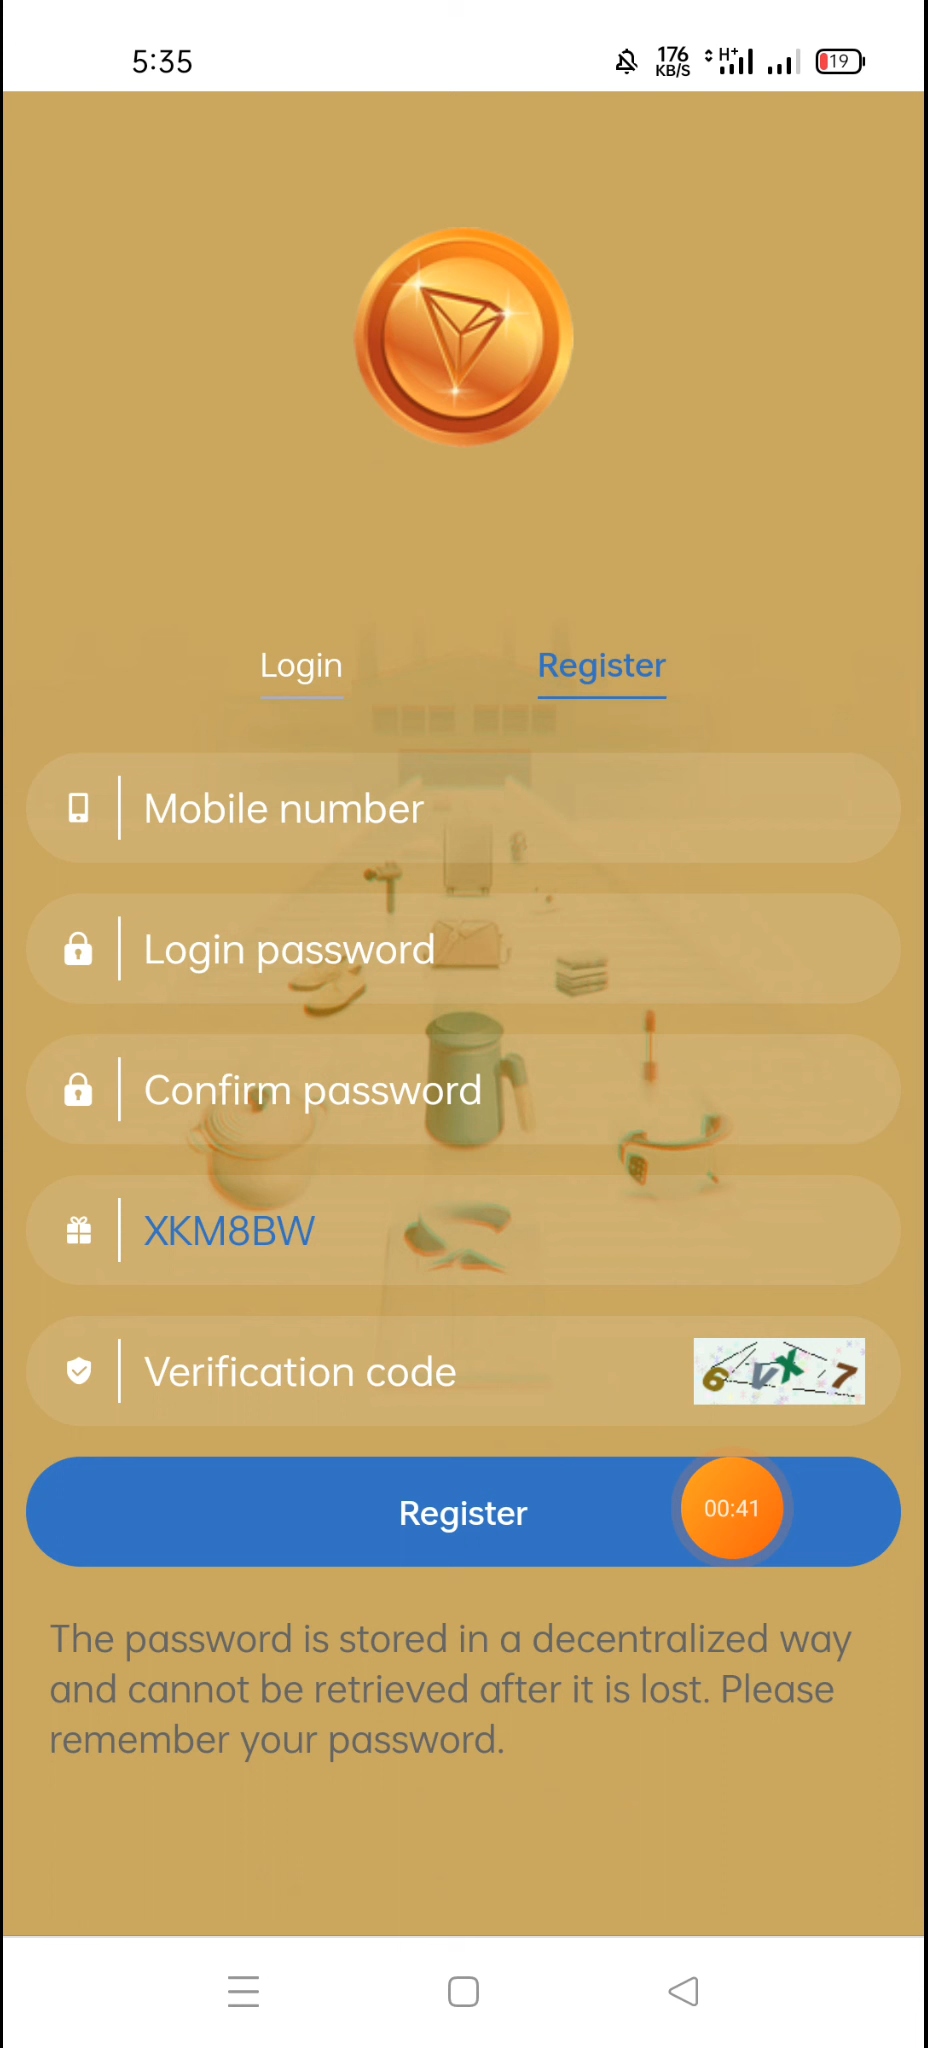 5:35
176
KB/S
H+
19
Login
Register
Mobile number
Login password
Confirm password
XKM8BW
Verification code
6 V X 7
Register
00:41
The password is stored in a decentralized way
and cannot be retrieved after it is lost. Please
remember your password.